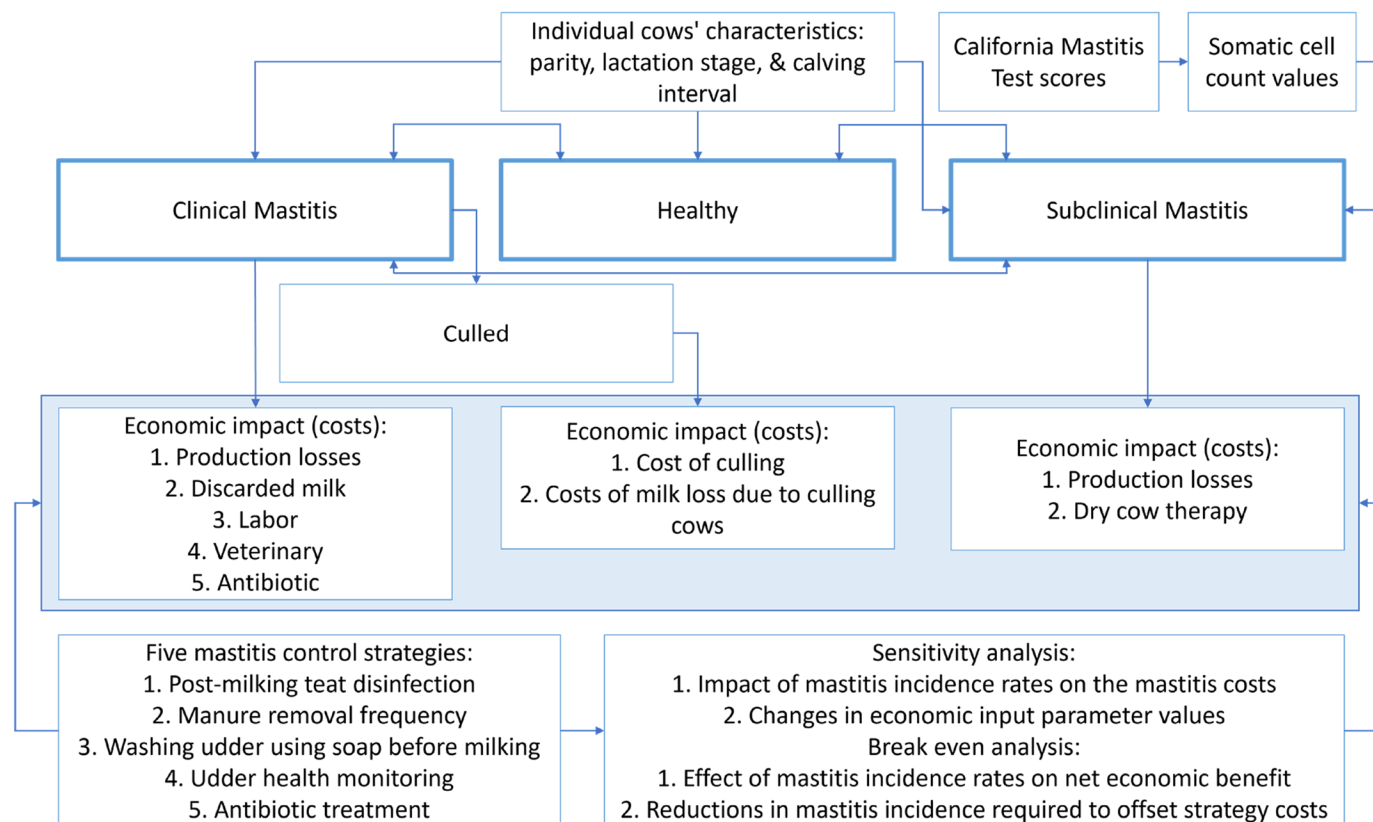 Individual cows' characteristics:
parity, lactation stage, & calving
interval
California Mastitis
Test scores
Somatic cell
count values
Clinical Mastitis
Healthy
Subclinical Mastitis
Culled
Economic impact (costs):
1. Production losses
2. Discarded milk
3. Labor
4. Veterinary
5. Antibiotic
Economic impact (costs):
1. Cost of culling
2. Costs of milk loss due to culling
cows
Economic impact (costs):
1. Production losses
2. Dry cow therapy
Five mastitis control strategies:
1. Post-milking teat disinfection
2. Manure removal frequency
3. Washing udder using soap before milking
4. Udder health monitoring
5. Antibiotic treatment
Sensitivity analysis:
1. Impact of mastitis incidence rates on the mastitis costs
2. Changes in economic input parameter values
Break even analysis:
1. Effect of mastitis incidence rates on net economic benefit
2. Reductions in mastitis incidence required to offset strategy costs